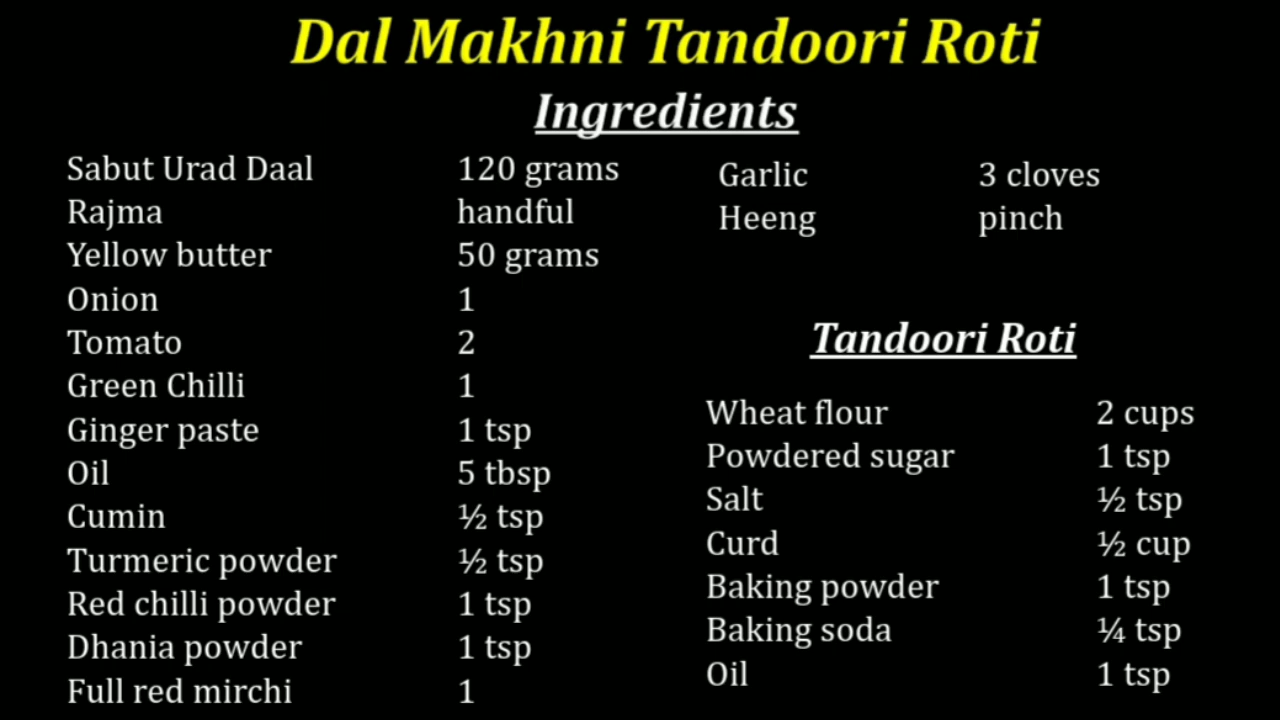 Dal Makhni Tandoori Roti
Ingredients
Sabut Urad Daal 120 grams
Rajma handful
Yellow butter 50 grams
Onion 1
Tomato 2
Green Chilli 1
Ginger paste 1 tsp
Oil 5 tbsp
Cumin ½ tsp
Turmeric powder ½ tsp
Red chilli powder 1 tsp
Dhania powder 1 tsp
Full red mirchi 1
Garlic 3 cloves
Heeng pinch
Tandoori Roti
Wheat flour 2 cups
Powdered sugar 1 tsp
Salt ½ tsp
Curd ½ cup
Baking powder 1 tsp
Baking soda ¼ tsp
Oil 1 tsp